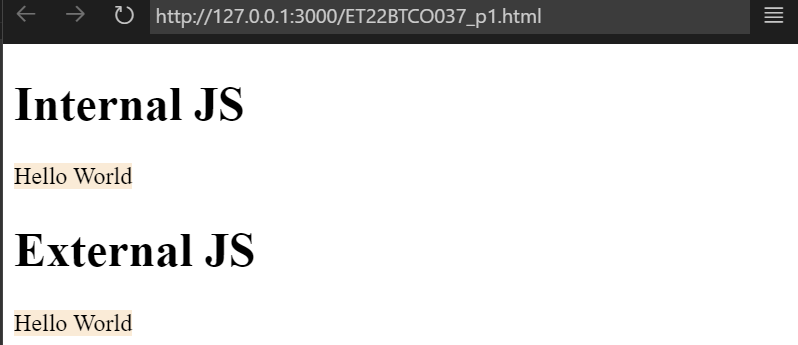 http://127.0.0.1:3000/ET22BTCO037_p1.html
Internal JS
Hello World
External JS
Hello World